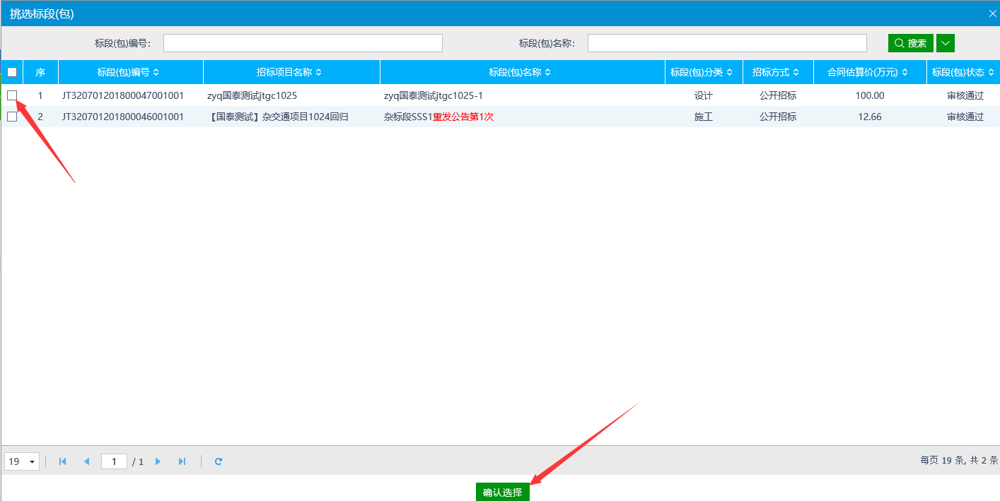 挑选标段(包)
标段(包)编号: 标段(包)名称: 搜索
序 标段(包)编号 招标项目名称 标段(包)名称 标段(包)分类 招标方式 合同估算价(万元) 标段(包)状态
1 JT320701201800047001001 zyq国泰测试jtgc1025 zyq国泰测试jtgc1025-1 设计 公开招标 100.00 审核通过
2 JT320701201800046001001 【国泰测试】杂交通项目1024回归 杂标段SSS1重发公告第1次 施工 公开招标 12.66 审核通过
19 1 / 1 每页 19 条, 共 2 条
确认选择